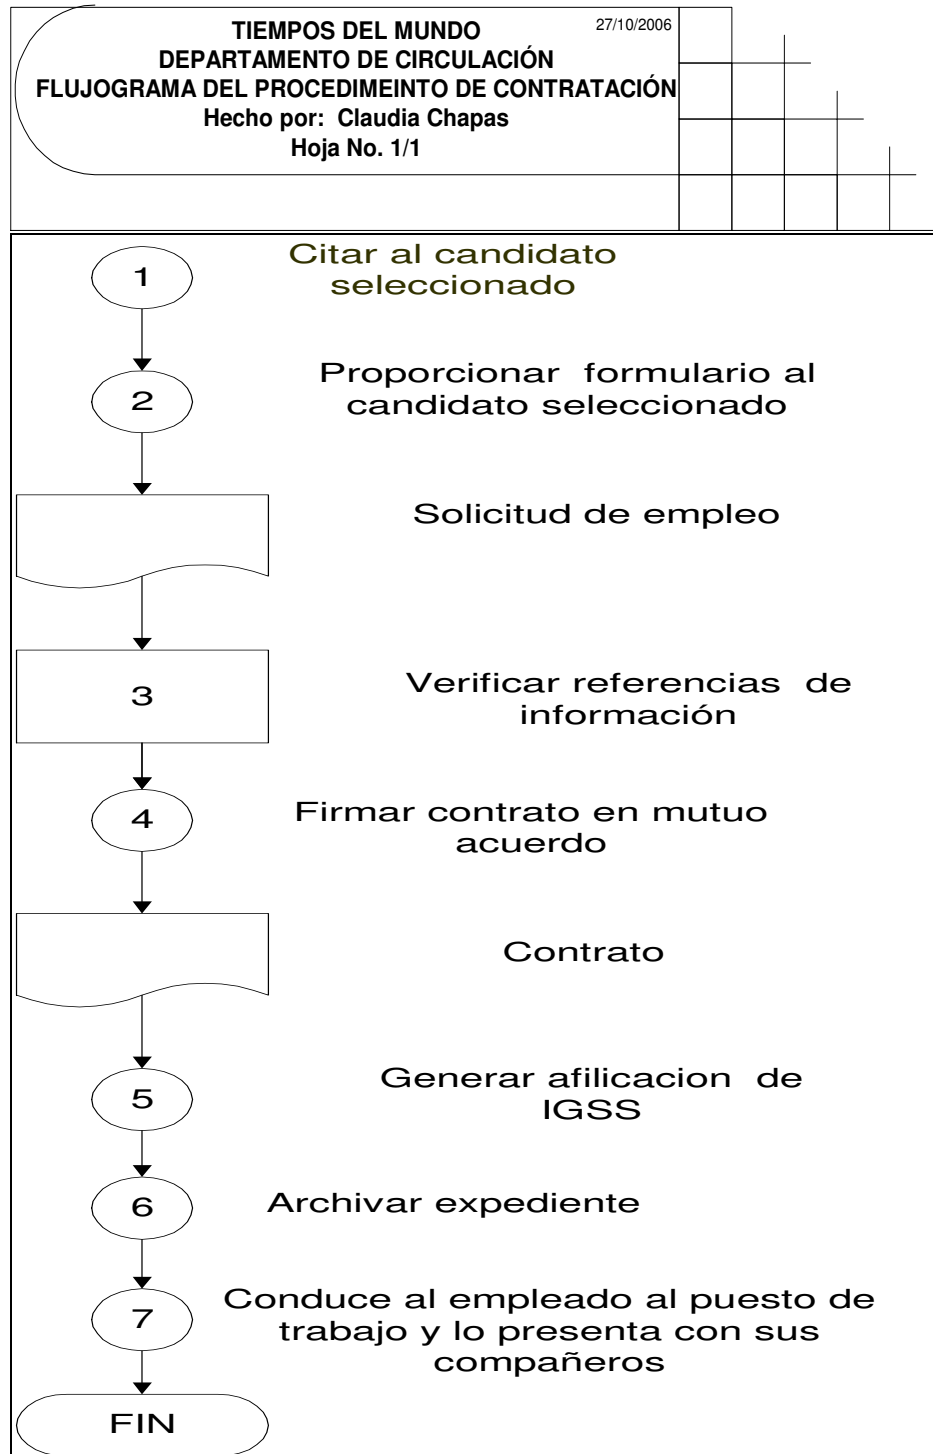 TIEMPOS DEL MUNDO
27/10/2006
DEPARTAMENTO DE CIRCULACIÓN
FLUJOGRAMA DEL PROCEDIMEINTO DE CONTRATACIÓN
Hecho por: Claudia Chapas
Hoja No. 1/1
1
Citar al candidato
seleccionado
2
Proporcionar formulario al
candidato seleccionado
Solicitud de empleo
3
Verificar referencias de
información
4
Firmar contrato en mutuo
acuerdo
Contrato
5
Generar afilicacion de
IGSS
6
Archivar expediente
7
Conduce al empleado al puesto de
trabajo y lo presenta con sus
compañeros
FIN